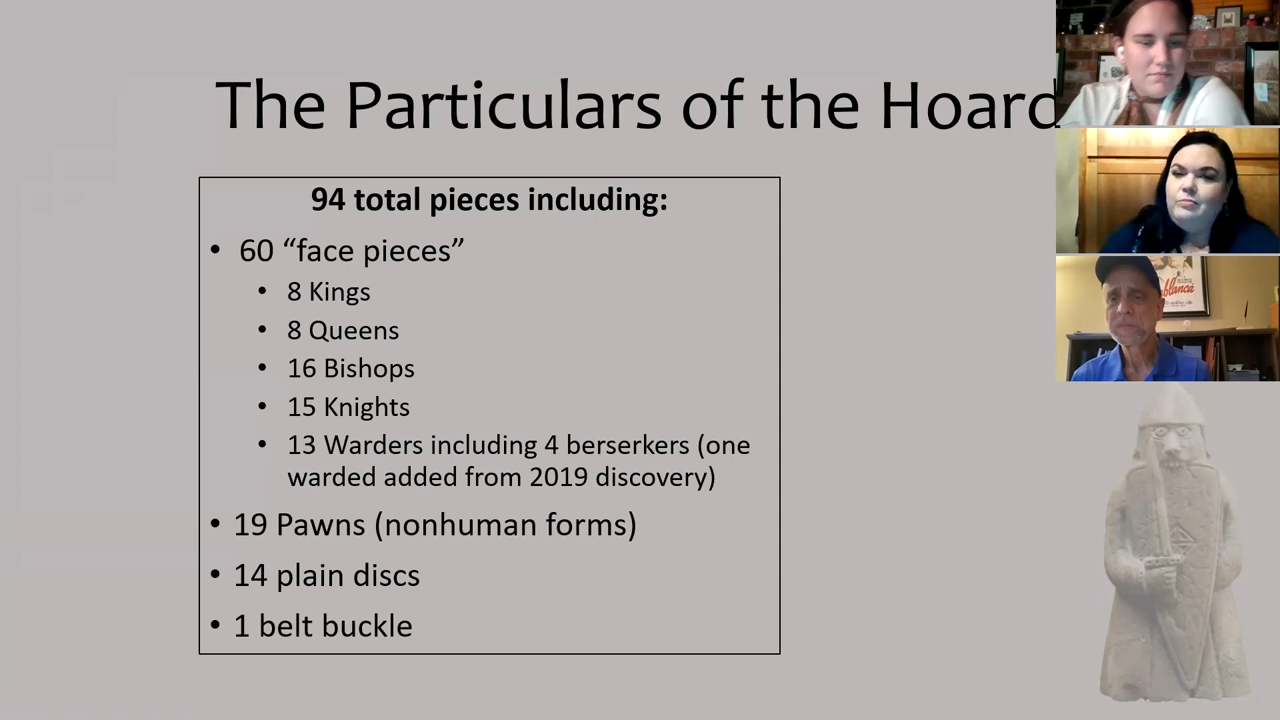 The Particulars of the Hoard
94 total pieces including:
• 60 “face pieces”
• 8 Kings
• 8 Queens
• 16 Bishops
• 15 Knights
• 13 Warders including 4 berserkers (one
warded added from 2019 discovery)
• 19 Pawns (nonhuman forms)
• 14 plain discs
• 1 belt buckle